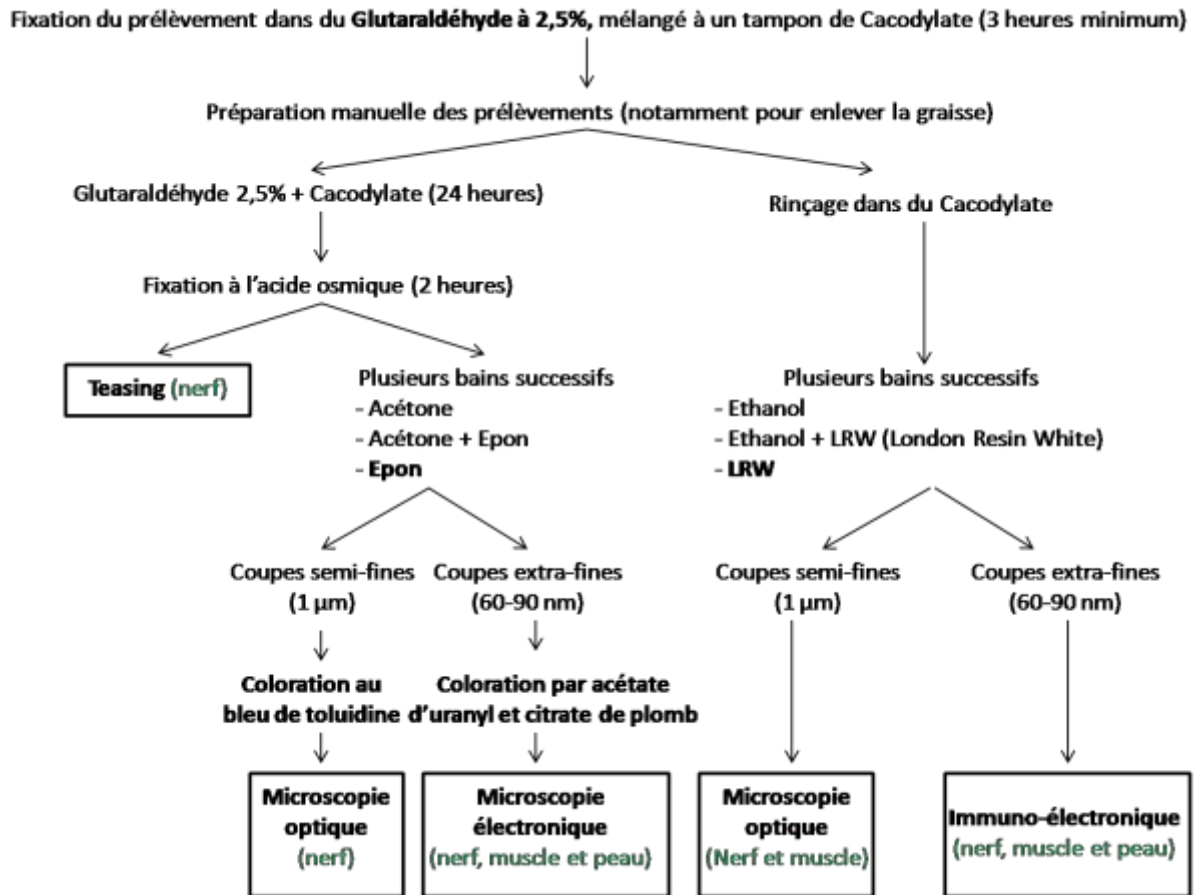 Fixation du prélèvement dans du Glutaraldéhyde à 2,5%, mélangé à un tampon de Cacodylate (3 heures minimum)
Préparation manuelle des prélèvements (notamment pour enlever la graisse)
Glutaraldéhyde 2,5% + Cacodylate (24 heures)
Rinçage dans du Cacodylate
Fixation à l'acide osmique (2 heures)
Teasing (nerf)
Plusieurs bains successifs
- Acétone
- Acétone + Epon
- Epon
Plusieurs bains successifs
- Ethanol
- Ethanol + LRW (London Resin White)
- LRW
Coupes semi-fines
(1 µm)
Coupes extra-fines
(60-90 nm)
Coupes semi-fines
(1 µm)
Coupes extra-fines
(60-90 nm)
Coloration au
bleu de toluidine
Coloration par acétate
d'uranyl et citrate de plomb
Microscopie
optique
(nerf)
Microscopie
électronique
(nerf, muscle et peau)
Microscopie
optique
(Nerf et muscle)
Immuno-électronique
(nerf, muscle et peau)